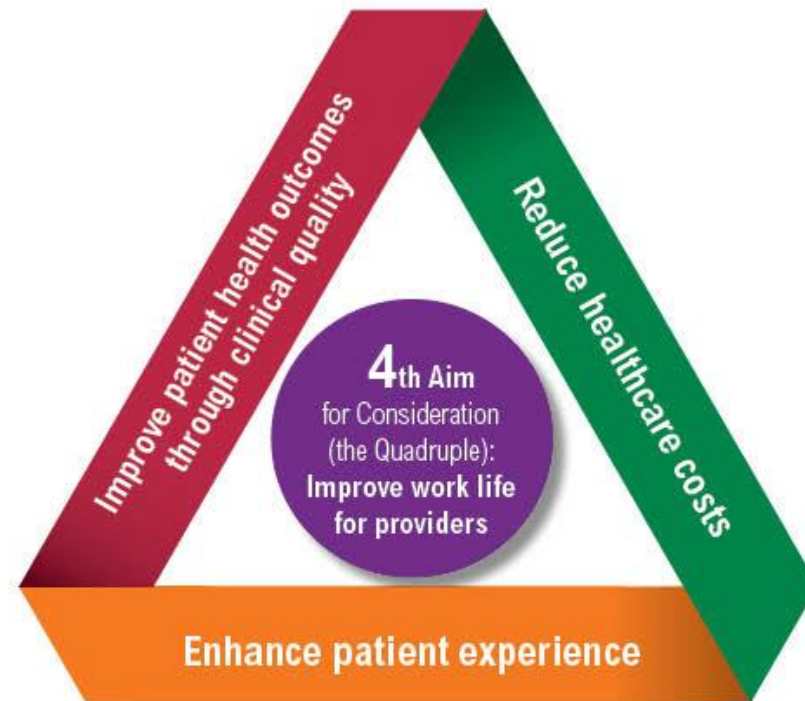 Improve patient health outcomes
through clinical quality
Reduce healthcare costs
4th Aim
for Consideration
(the Quadruple):
Improve work life
for providers
Enhance patient experience